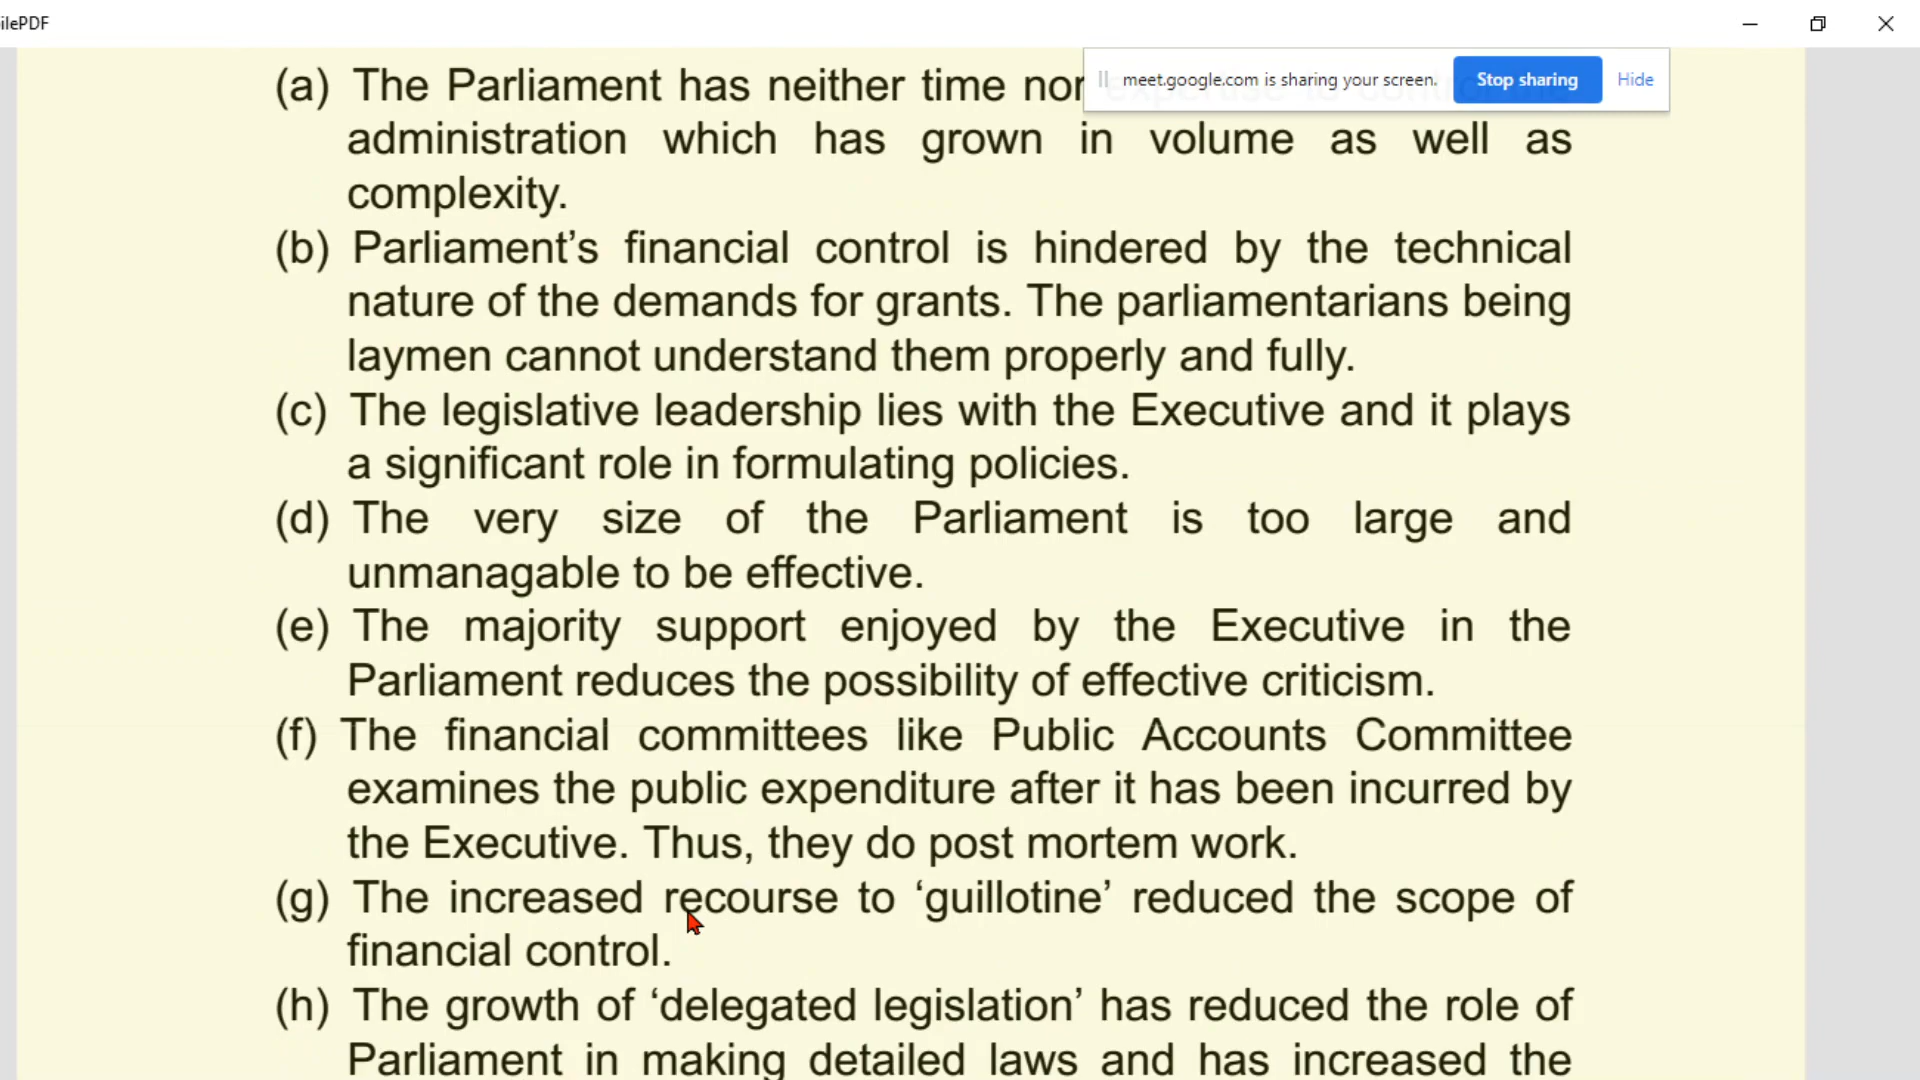 ilePDF
meet.google.com is sharing your screen. Stop sharing Hide
(a) The Parliament has neither time nor
administration which has grown in volume as well as
complexity.
(b) Parliament’s financial control is hindered by the technical
nature of the demands for grants. The parliamentarians being
laymen cannot understand them properly and fully.
(c) The legislative leadership lies with the Executive and it plays
a significant role in formulating policies.
(d) The very size of the Parliament is too large and
unmanagable to be effective.
(e) The majority support enjoyed by the Executive in the
Parliament reduces the possibility of effective criticism.
(f) The financial committees like Public Accounts Committee
examines the public expenditure after it has been incurred by
the Executive. Thus, they do post mortem work.
(g) The increased recourse to ‘guillotine’ reduced the scope of
financial control.
(h) The growth of ‘delegated legislation’ has reduced the role of
Parliament in making detailed laws and has increased the